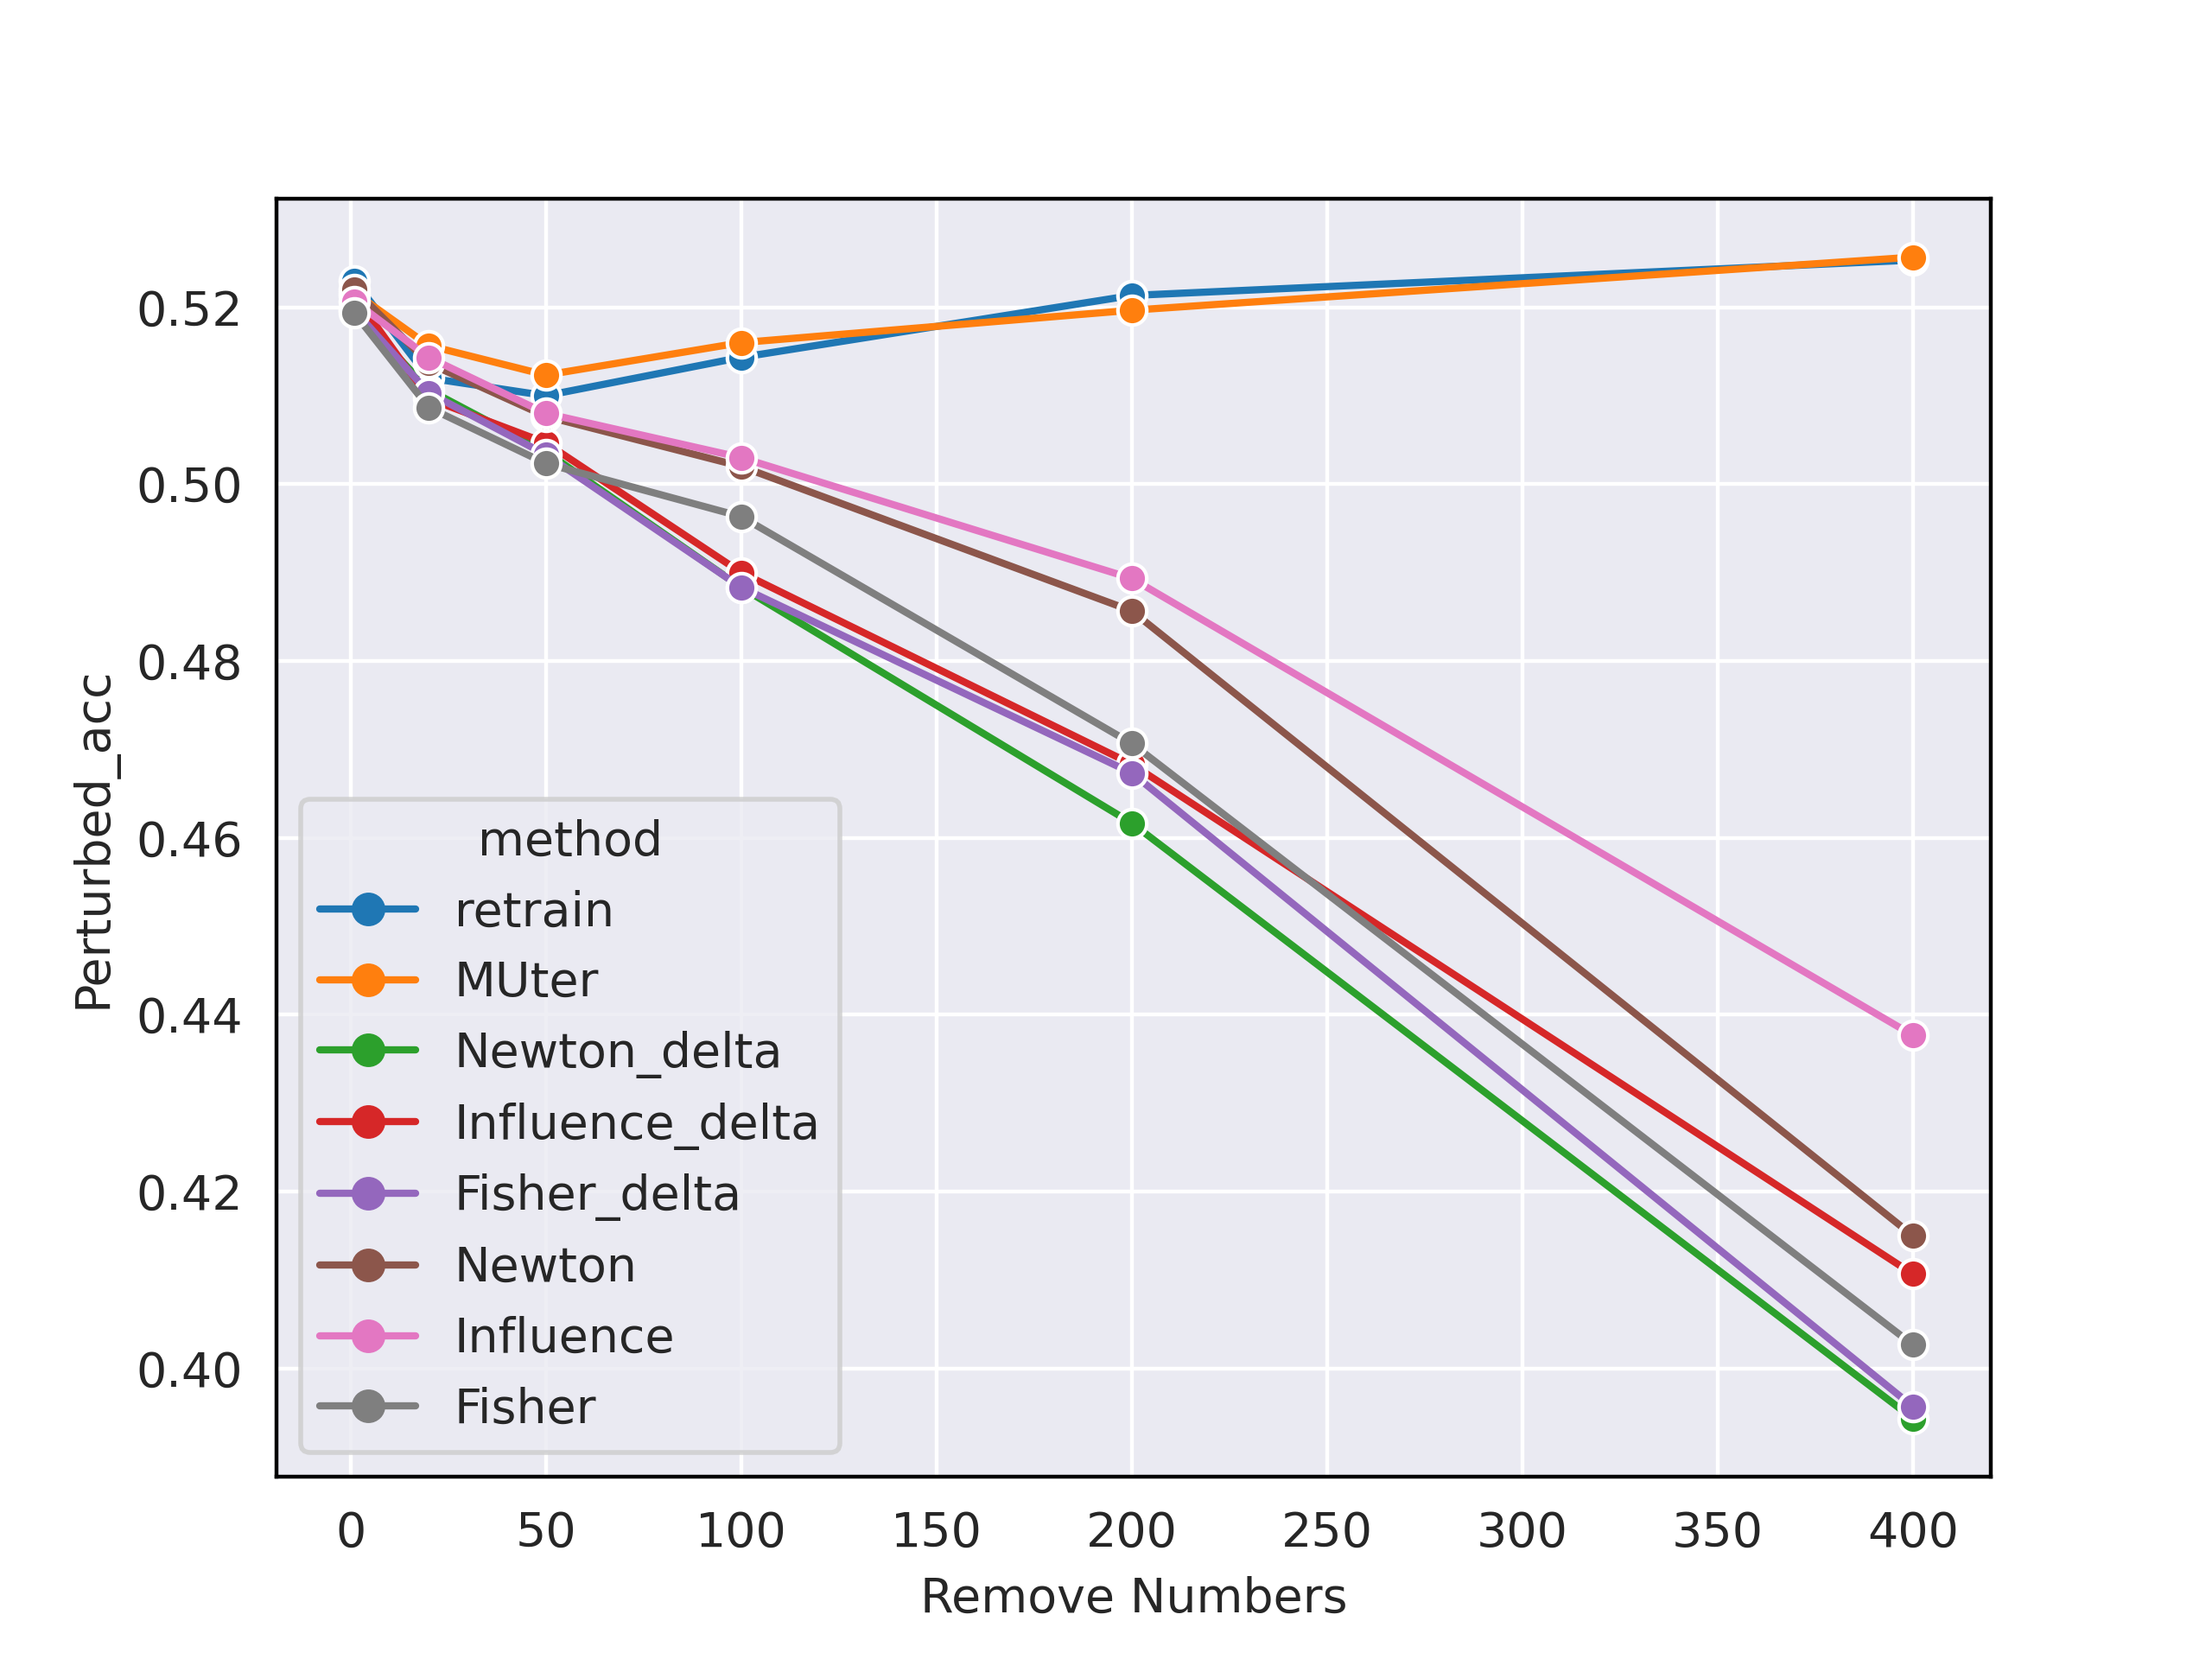 0.52
0.50
0.48
0.46
0.44
0.42
0.40
Perturbed_acc
method
retrain
MUter
Newton_delta
Influence_delta
Fisher_delta
Newton
Influence
Fisher
0 50 100 150 200 250 300 350 400
Remove Numbers